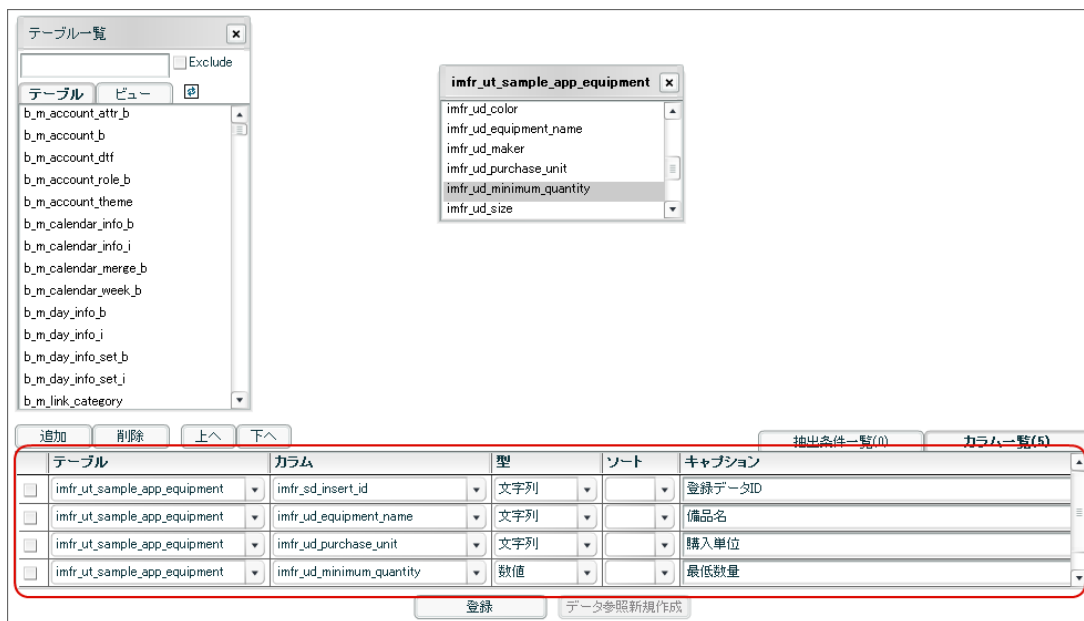 テーブル一覧
Exclude
テーブル ビュー
b_m_account_attr_b
b_m_account_b
b_m_account_dtf
b_m_account_role_b
b_m_account_theme
b_m_calendar_info_b
b_m_calendar_info_i
b_m_calendar_merge_b
b_m_calendar_week_b
b_m_day_info_b
b_m_day_info_i
b_m_day_info_set_b
b_m_day_info_set_i
b_m_link_category
imfr_ut_sample_app_equipment
imfr_ud_color
imfr_ud_equipment_name
imfr_ud_maker
imfr_ud_purchase_unit
imfr_ud_minimum_quantity
imfr_ud_size
追加 削除 上へ 下へ 抽出条件一覧(0) カラム一覧(5)
テーブル カラム 型 ソート キャプション
imfr_ut_sample_app_equipment imfr_sd_insert_id 文字列 登録データID
imfr_ut_sample_app_equipment imfr_ud_equipment_name 文字列 備品名
imfr_ut_sample_app_equipment imfr_ud_purchase_unit 文字列 購入単位
imfr_ut_sample_app_equipment imfr_ud_minimum_quantity 数値 最低数量
登録 データ参照新規作成